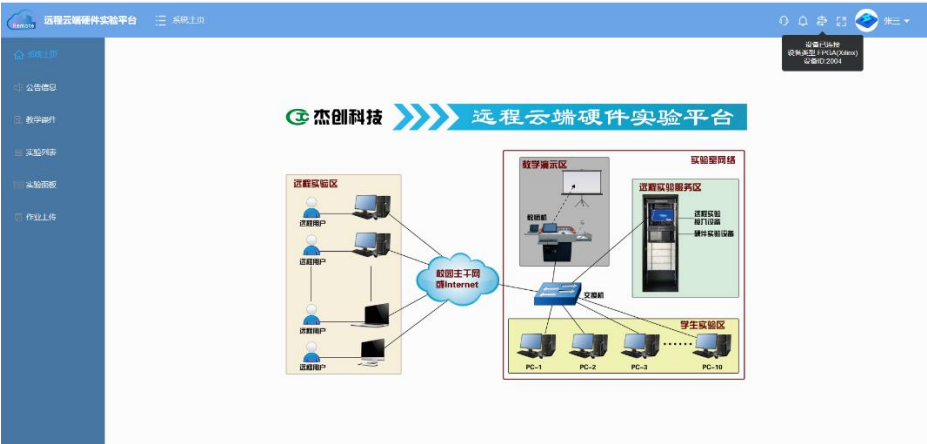 Remote
远程云端硬件实验平台
系统主页
张三
设备已连接
设备类型:FPGA(Xilinx)
设备ID:2004
系统主页
公告信息
教学课件
实验列表
实验面板
作业上传
杰创科技
远程云端硬件实验平台
远程实验区
远程用户
远程用户
远程用户
远程用户
校园主干网
或Internet
实验室网络
教学演示区
教师机
远程实验服务区
远程实验
接入设备
硬件实验设备
交换机
学生实验区
PC-1
PC-2
PC-3
PC-10